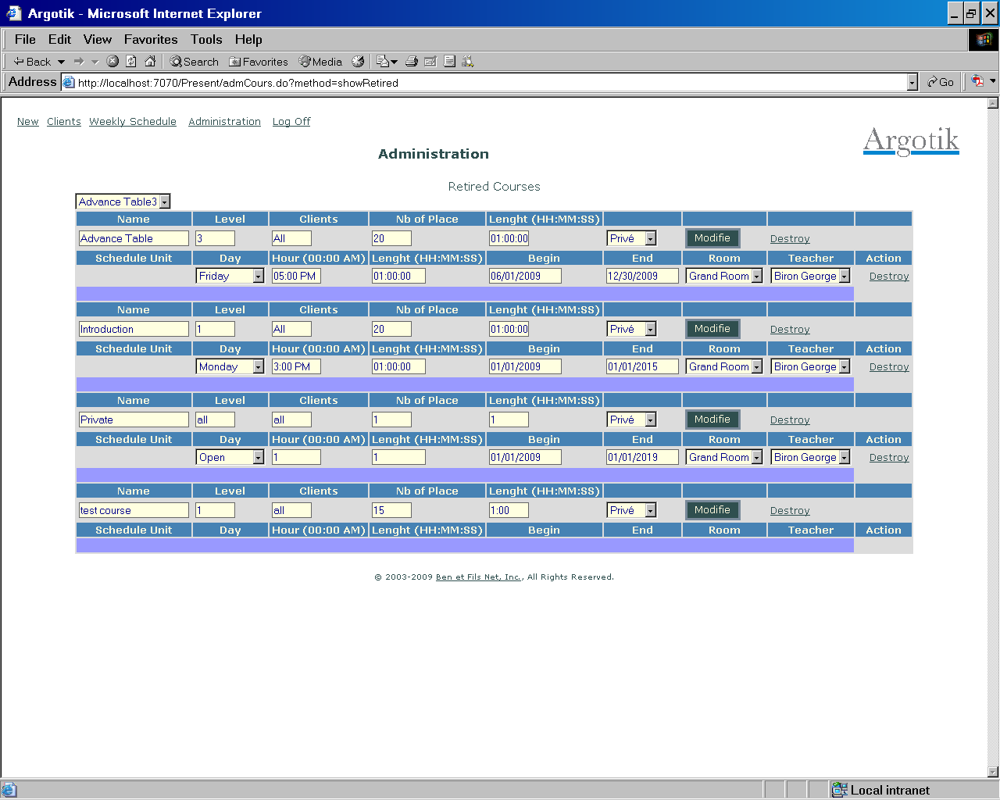 Argotik - Microsoft Internet Explorer
File Edit View Favorites Tools Help
Back Search Favorites Media
Address http://localhost:7070/Present/admCours.do?method=showRetired Go
New Clients Weekly Schedule Administration Log Off
Argotik
Administration
Retired Courses
Advance Table3
Name Level Clients Nb of Place Lenght (HH:MM:SS)
Advance Table 3 All 20 01:00:00 Privé Modifie Destroy
Schedule Unit Day Hour (00:00 AM) Lenght (HH:MM:SS) Begin End Room Teacher Action
Friday 05:00 PM 01:00:00 06/01/2009 12/30/2009 Grand Room Biron George Destroy
Name Level Clients Nb of Place Lenght (HH:MM:SS)
Introduction 1 All 20 01:00:00 Privé Modifie Destroy
Schedule Unit Day Hour (00:00 AM) Lenght (HH:MM:SS) Begin End Room Teacher Action
Monday 3:00 PM 01:00:00 01/01/2009 01/01/2015 Grand Room Biron George Destroy
Name Level Clients Nb of Place Lenght (HH:MM:SS)
Private all all 1 1 Privé Modifie Destroy
Schedule Unit Day Hour (00:00 AM) Lenght (HH:MM:SS) Begin End Room Teacher Action
Open 1 1 01/01/2009 01/01/2019 Grand Room Biron George Destroy
Name Level Clients Nb of Place Lenght (HH:MM:SS)
test course 1 all 15 1:00 Privé Modifie Destroy
Schedule Unit Day Hour (00:00 AM) Lenght (HH:MM:SS) Begin End Room Teacher Action
© 2003-2009 Ben et Fils Net, Inc., All Rights Reserved.
Local intranet